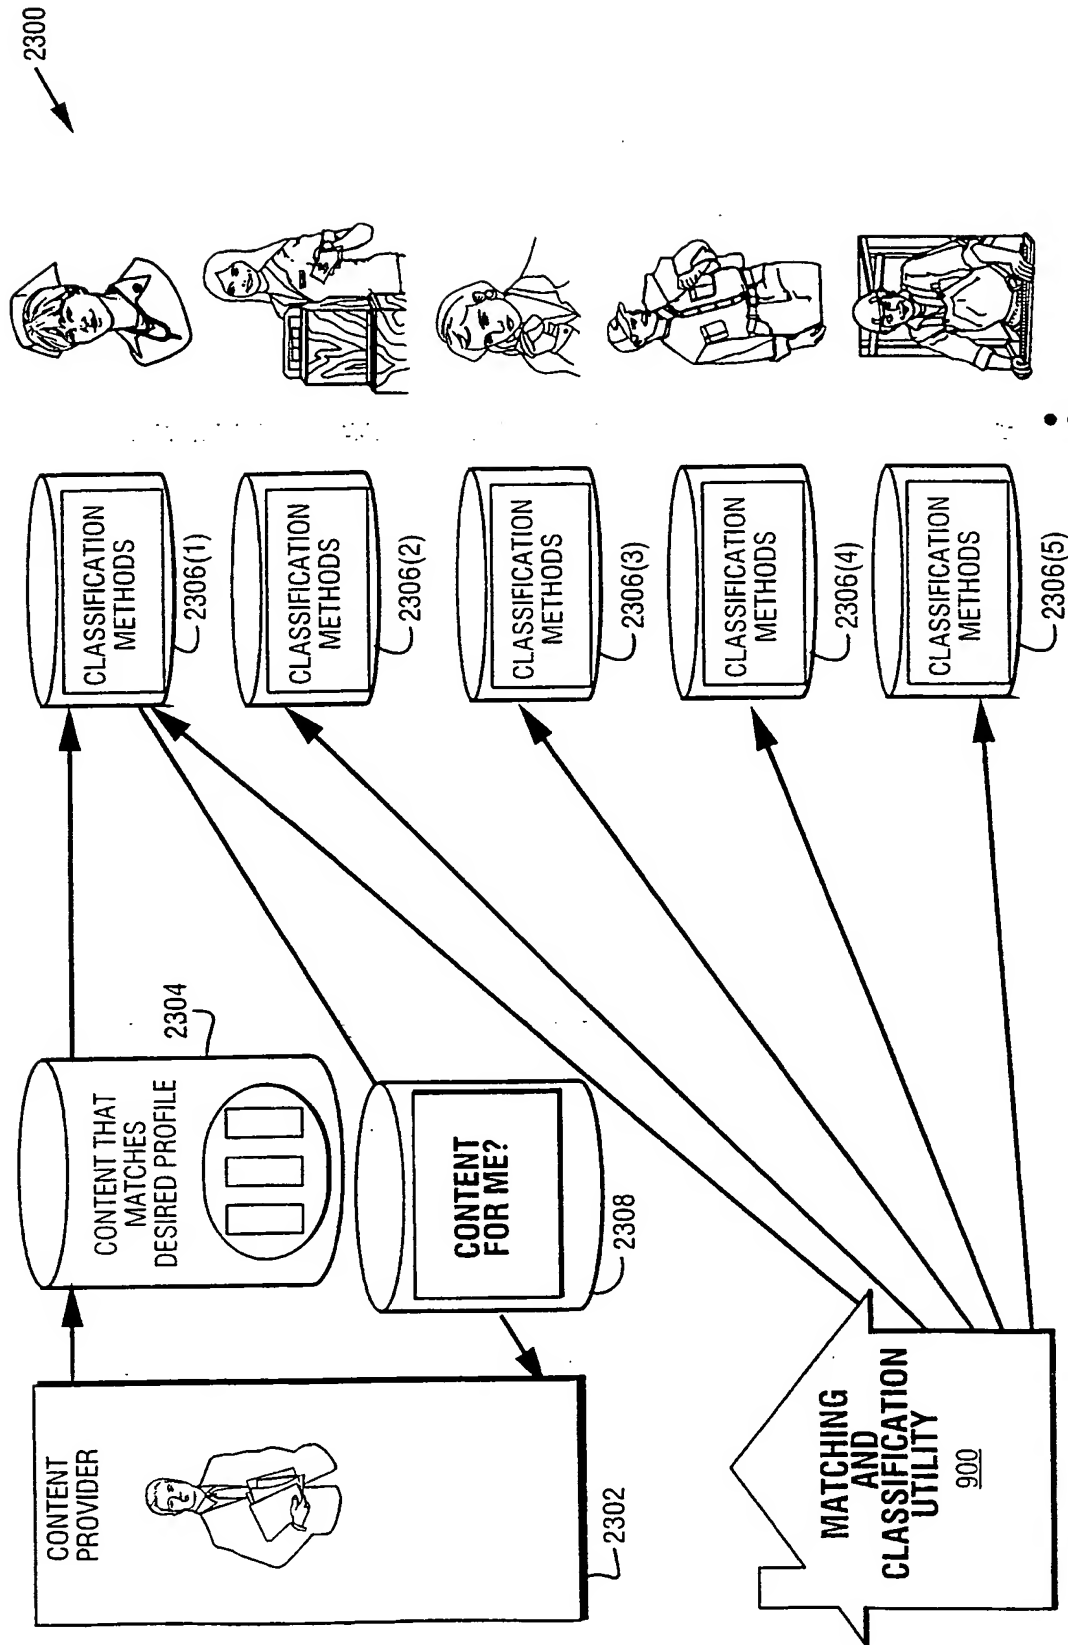 2300
CONTENT
PROVIDER
2302
CONTENT THAT
MATCHES
DESIRED PROFILE
2304
CONTENT
FOR ME?
2308
MATCHING
AND
CLASSIFICATION
UTILITY
900
CLASSIFICATION
METHODS
2306(1)
CLASSIFICATION
METHODS
2306(2)
CLASSIFICATION
METHODS
2306(3)
CLASSIFICATION
METHODS
2306(4)
CLASSIFICATION
METHODS
2306(5)